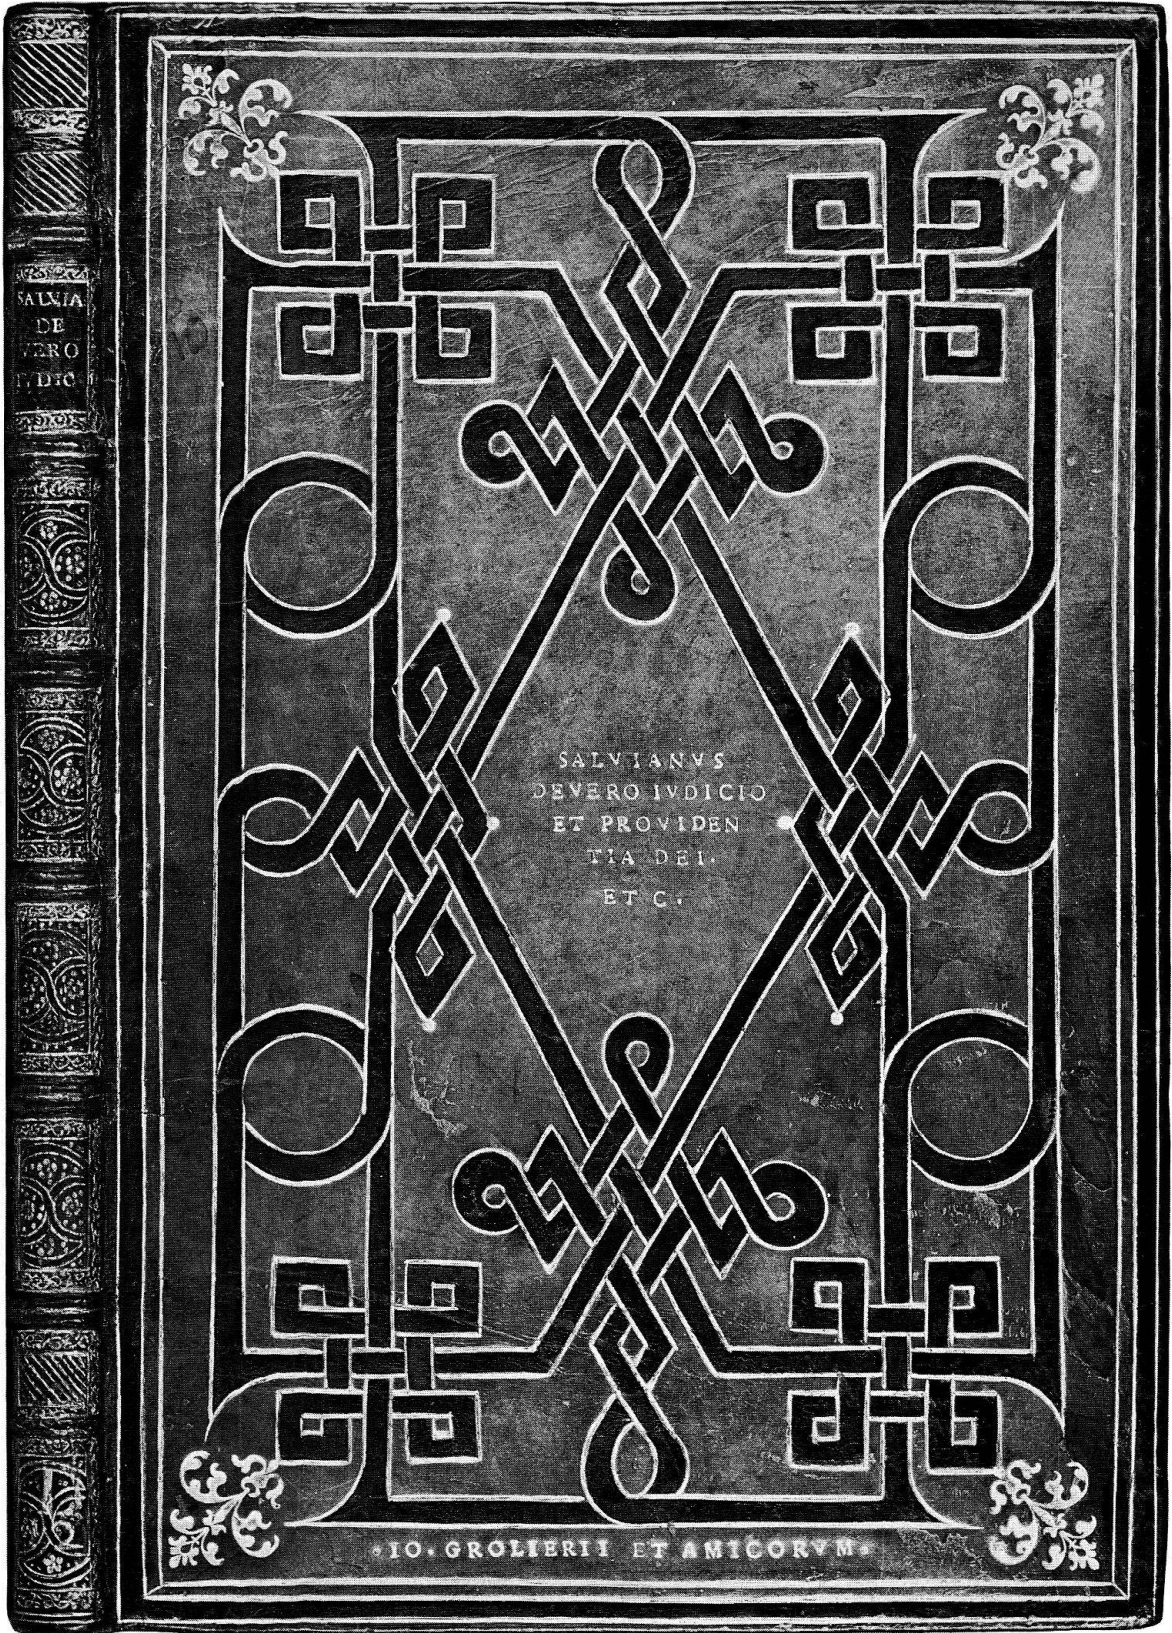 SALVIA
DE
VERO
IVDIC
SALVIANVS
DEVERO IVDICIO
ET PROVIDEN
TIA DEI.
ET C.
IO. GROLIERII ET AMICORVM.